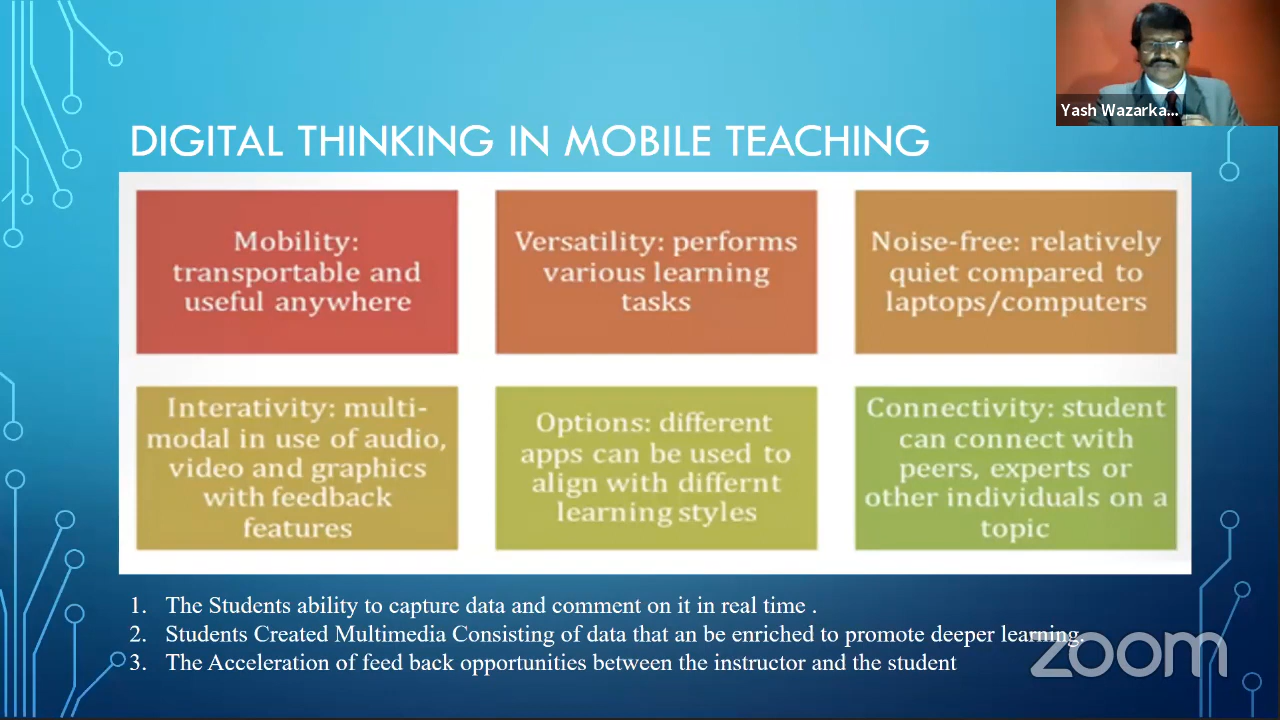 Yash Wazarka...
DIGITAL THINKING IN MOBILE TEACHING
Mobility:
transportable and
useful anywhere
Versatility: performs
various learning
tasks
Noise-free: relatively
quiet compared to
laptops/computers
Interativity: multi-
modal in use of audio,
video and graphics
with feedback
features
Options: different
apps can be used to
align with differnt
learning styles
Connectivity: student
can connect with
peers, experts or
other individuals on a
topic
1. The Students ability to capture data and comment on it in real time .
2. Students Created Multimedia Consisting of data that an be enriched to promote deeper learning.
3. The Acceleration of feed back opportunities between the instructor and the student
zoom